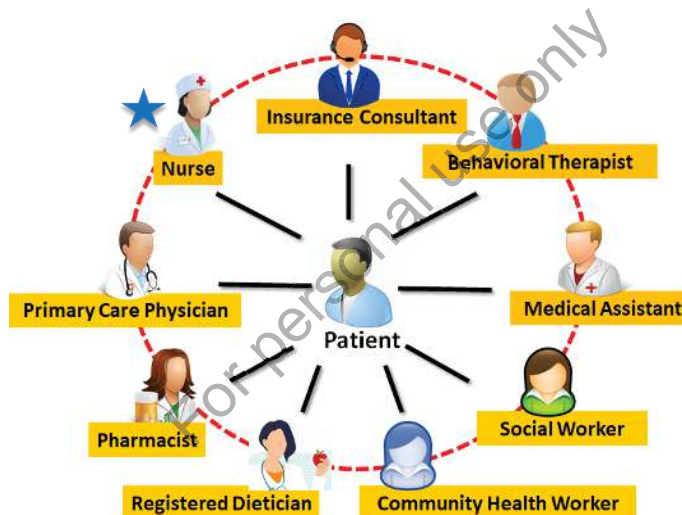 Insurance Consultant
Nurse
Behavioral Therapist
Primary Care Physician
Medical Assistant
Patient
Pharmacist
Social Worker
Registered Dietician
Community Health Worker
For personal use only